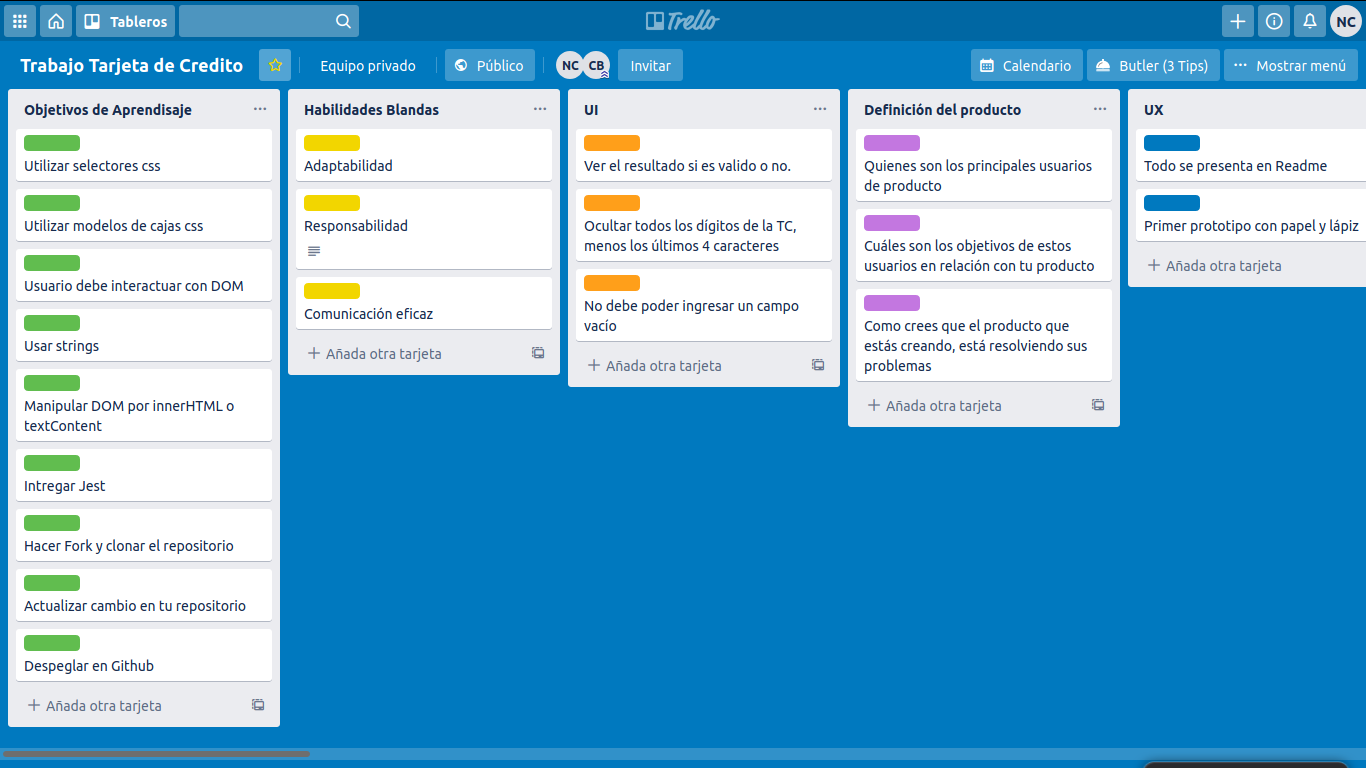 Tableros
Trello
NC
Trabajo Tarjeta de Credito
Equipo privado
Público
NC
CB
Invitar
Calendario
Butler (3 Tips)
Mostrar menú
Objetivos de Aprendisaje
Utilizar selectores css
Utilizar modelos de cajas css
Usuario debe interactuar con DOM
Usar strings
Manipular DOM por innerHTML o
textContent
Intregar Jest
Hacer Fork y clonar el repositorio
Actualizar cambio en tu repositorio
Despeglar en Github
Añada otra tarjeta
Habilidades Blandas
Adaptabilidad
Responsabilidad
Comunicación eficaz
Añada otra tarjeta
UI
Ver el resultado si es valido o no.
Ocultar todos los dígitos de la TC,
menos los últimos 4 caracteres
No debe poder ingresar un campo
vacío
Añada otra tarjeta
Definición del producto
Quienes son los principales usuarios
de producto
Cuáles son los objetivos de estos
usuarios en relación con tu producto
Como crees que el producto que
estás creando, está resolviendo sus
problemas
Añada otra tarjeta
UX
Todo se presenta en Readme
Primer prototipo con papel y lápiz
Añada otra tarjeta